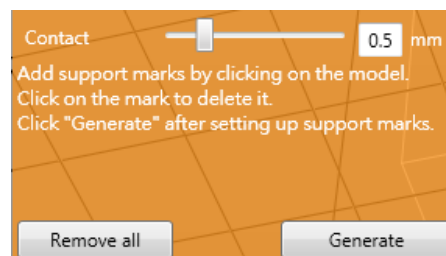 Contact 0.5 mm
Add support marks by clicking on the model.
Click on the mark to delete it.
Click "Generate" after setting up support marks.
Remove all Generate